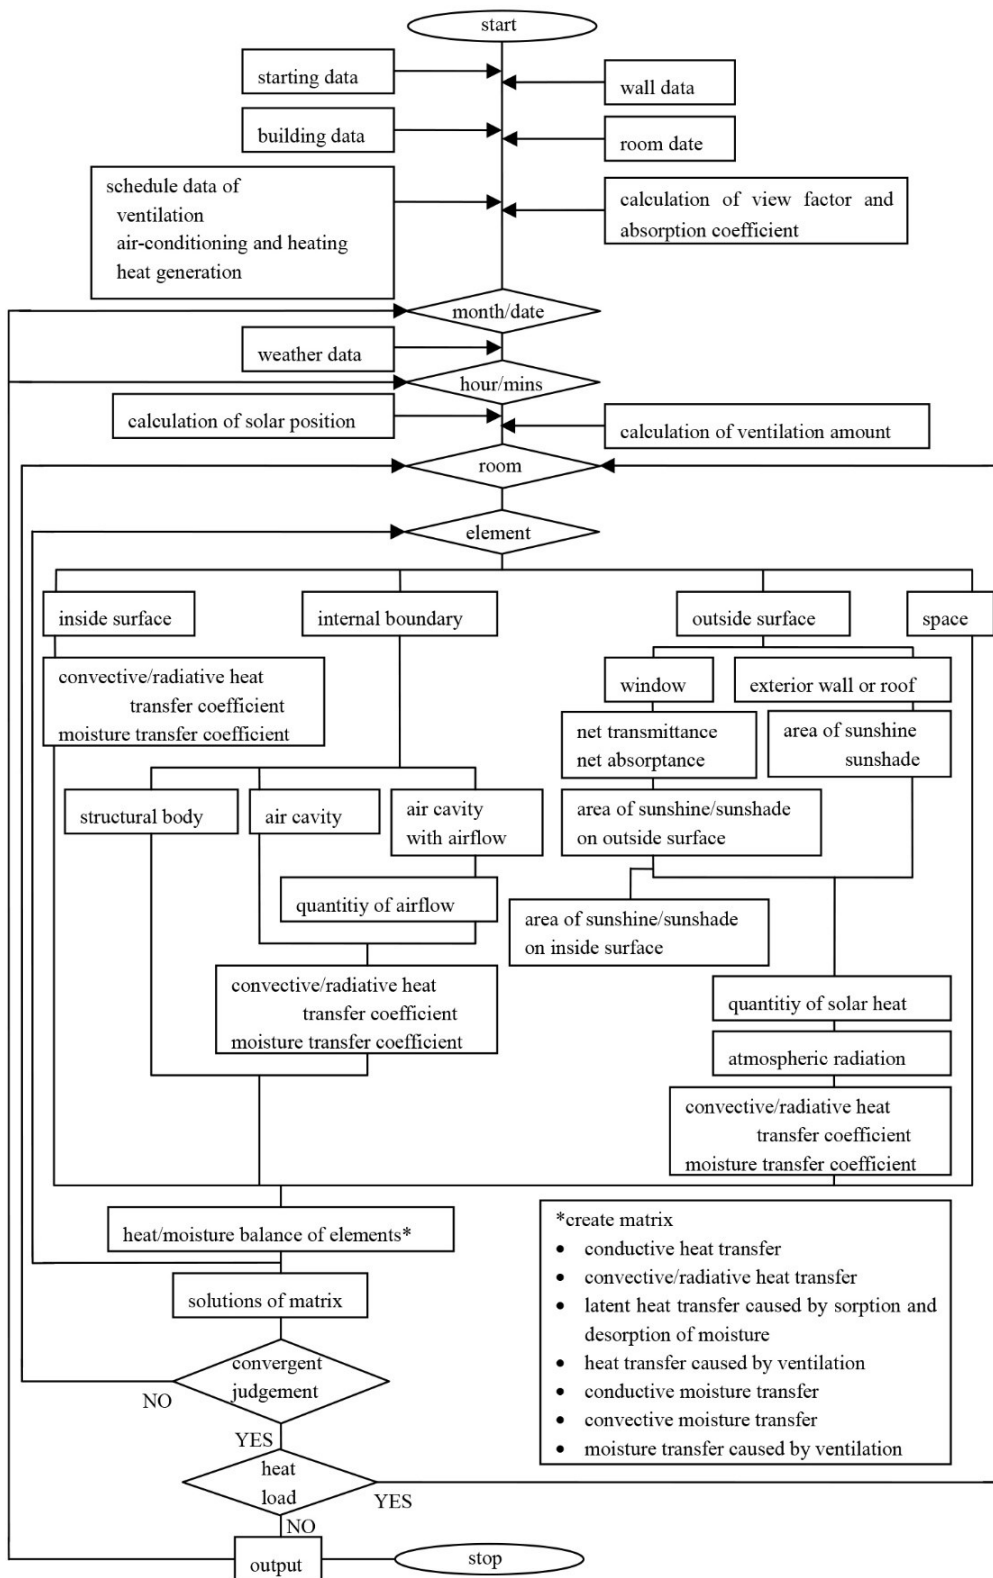 start
starting data
wall data
building data
room date
schedule data of
ventilation
air-conditioning and heating
heat generation
calculation of view factor and
absorption coefficient
month/date
weather data
hour/mins
calculation of solar position
calculation of ventilation amount
room
element
inside surface
internal boundary
outside surface
space
convective/radiative heat
transfer coefficient
moisture transfer coefficient
window
exterior wall or roof
net transmittance
net absorptance
area of sunshine
sunshade
structural body
air cavity
air cavity
with airflow
area of sunshine/sunshade
on outside surface
quantitiy of airflow
area of sunshine/sunshade
on inside surface
convective/radiative heat
transfer coefficient
moisture transfer coefficient
quantitiy of solar heat
atmospheric radiation
convective/radiative heat
transfer coefficient
moisture transfer coefficient
heat/moisture balance of elements*
solutions of matrix
convergent
judgement
NO
YES
heat
load
YES
NO
output
stop
*create matrix
• conductive heat transfer
• convective/radiative heat transfer
• latent heat transfer caused by sorption and
desorption of moisture
• heat transfer caused by ventilation
• conductive moisture transfer
• convective moisture transfer
• moisture transfer caused by ventilation